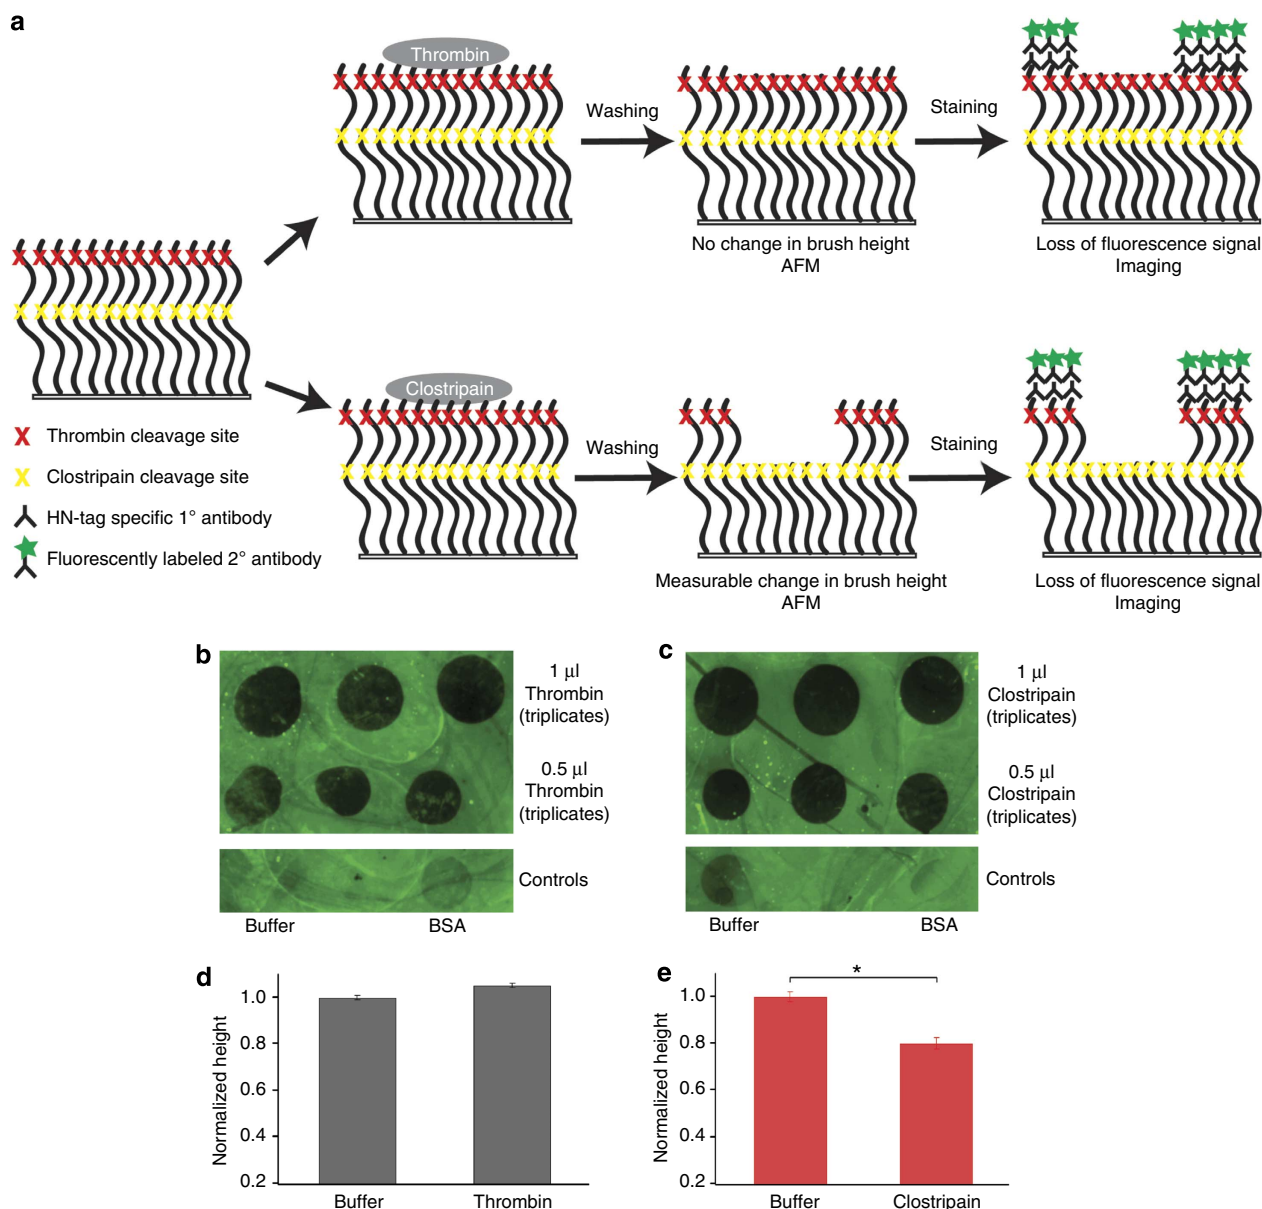 a
Thrombin
Washing
Staining
No change in brush height
AFM
Loss of fluorescence signal
Imaging
Thrombin cleavage site
Clostripain cleavage site
HN-tag specific 1° antibody
Fluorescently labeled 2° antibody
Clostripain
Washing
Staining
Measurable change in brush height
AFM
Loss of fluorescence signal
Imaging
b
1 µl
Thrombin
(triplicates)
0.5 µl
Thrombin
(triplicates)
Controls
Buffer BSA
c
1 µl
Clostripain
(triplicates)
0.5 µl
Clostripain
(triplicates)
Controls
Buffer BSA
d
Normalized height
1.0
0.8
0.6
0.4
0.2
Buffer Thrombin
e
*
Normalized height
1.0
0.8
0.6
0.4
0.2
Buffer Clostripain